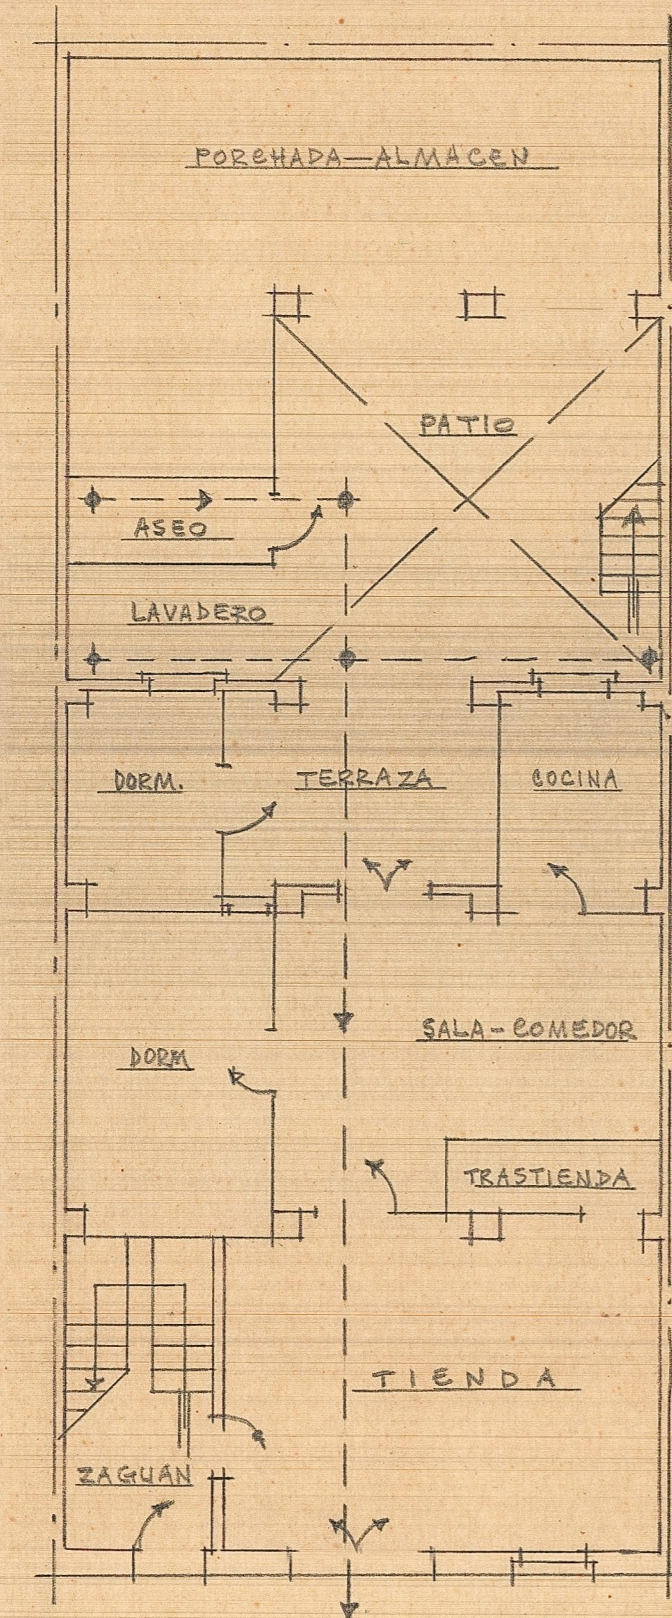 PORCHADA—ALMACEN
PATIO
ASEO
LAVADERO
DORM.
TERRAZA
COCINA
SALA-COMEDOR
DORM
TRASTIENDA
TIENDA
ZAGUAN